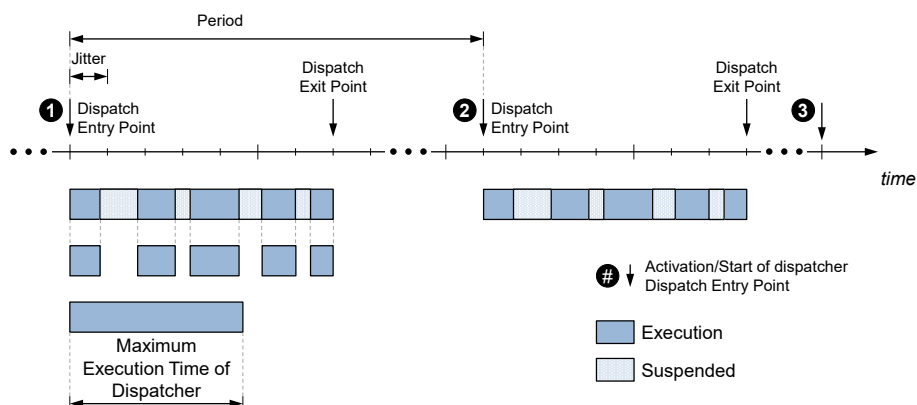 Period
Jitter
1
Dispatch
Entry Point
Dispatch
Exit Point
2
Dispatch
Entry Point
Dispatch
Exit Point
3
time
# Activation/Start of dispatcher
Dispatch Entry Point
Execution
Suspended
Maximum
Execution Time of
Dispatcher